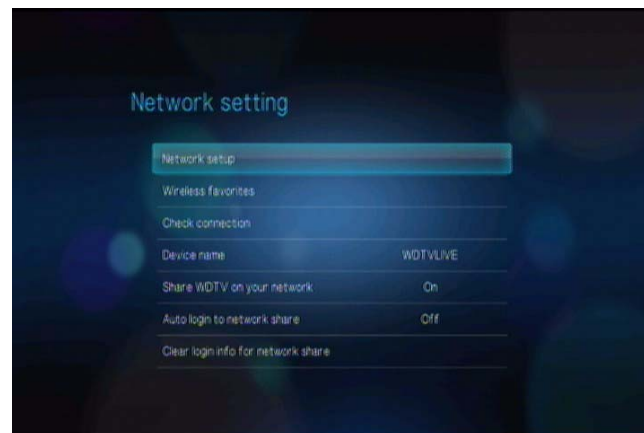 Network setting
Network setup
Wireless favorites
Check connection
Device name WDTVLIVE
Share WDTV on your network On
Auto login to network share Off
Clear login info for network share